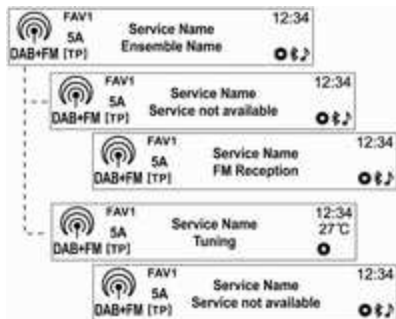 FAV1 12:34
5A Service Name
Ensemble Name
DAB+FM [TP]
FAV1 12:34
5A Service Name
Service not available
DAB+FM [TP]
FAV1 12:34
5A Service Name
FM Reception
DAB+FM [TP]
FAV1 12:34
5A Service Name 27℃
Tuning
DAB+FM [TP]
FAV1 12:34
5A Service Name
Service not available
DAB+FM [TP]